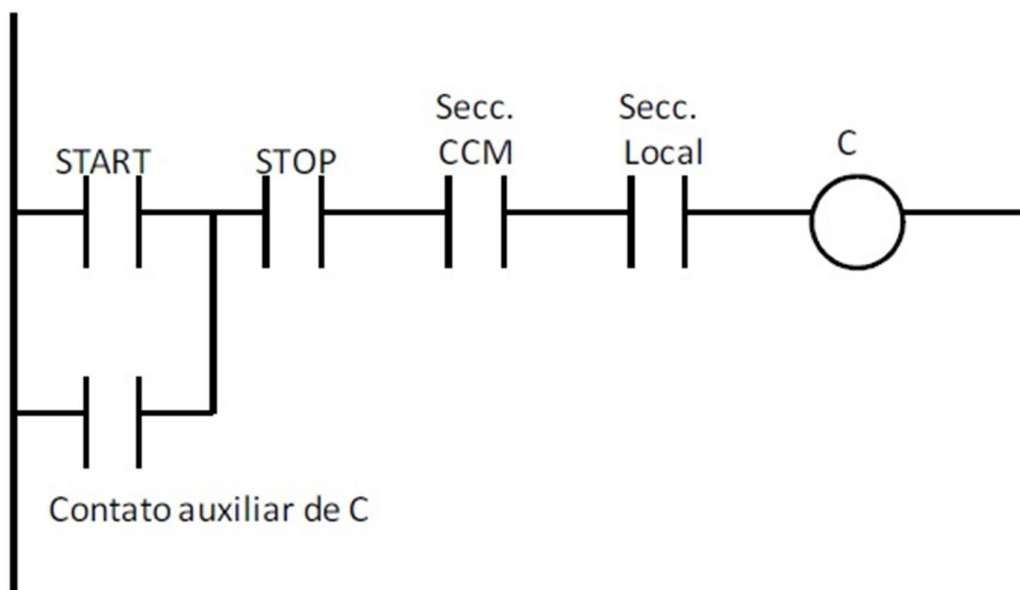 START
STOP
Secc.
CCM
Secc.
Local
C
Contato auxiliar de C